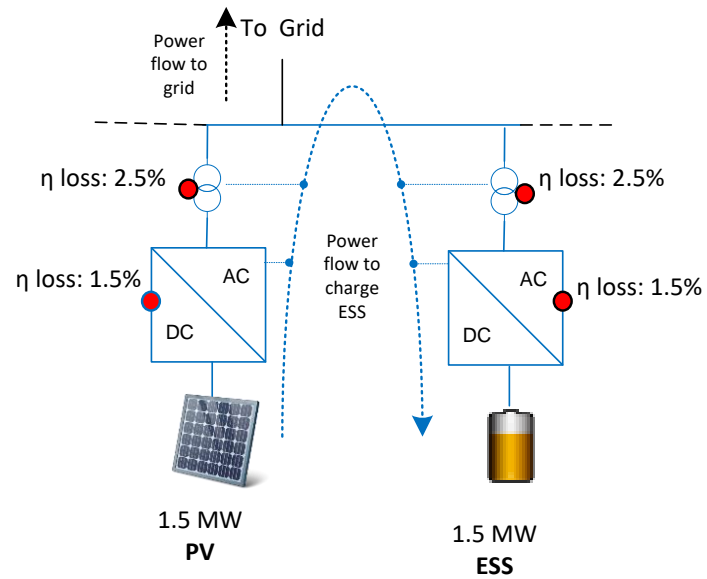 To Grid
Power
flow to
grid
η loss: 2.5%
η loss: 2.5%
AC
DC
η loss: 1.5%
Power
flow to
charge
ESS
AC
DC
η loss: 1.5%
1.5 MW
PV
1.5 MW
ESS